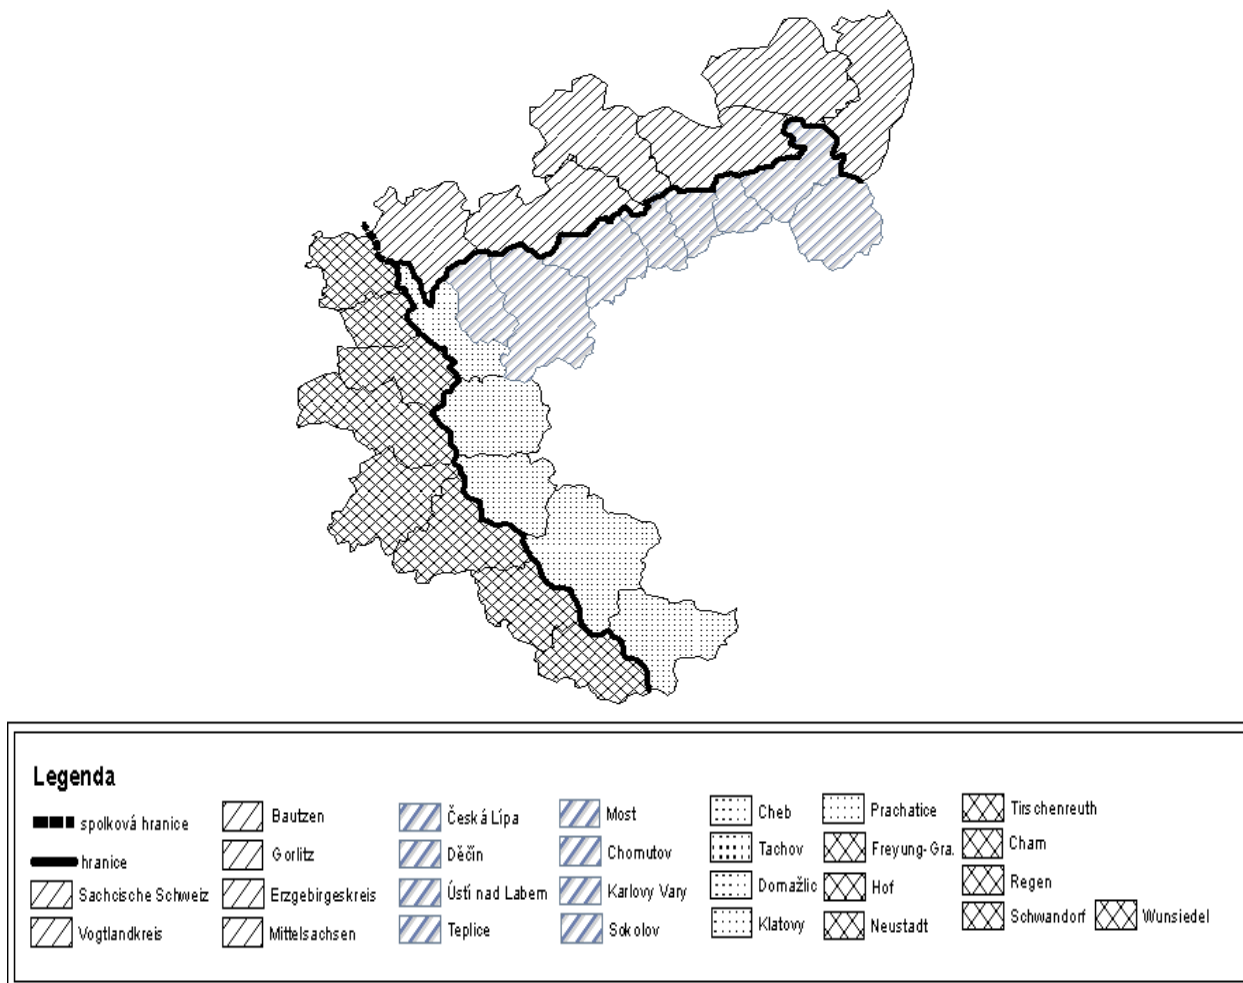 Legenda
spolková hranice
hranice
Sachcische Schweiz
Vogtlandkreis
Bautzen
Gorlitz
Erzgebirgeskreis
Mittelsachsen
Česká Lípa
Děčín
Ústí nad Labem
Teplice
Most
Chomutov
Karlovy Vary
Sokolov
Cheb
Tachov
Domažlic
Klatovy
Prachatice
Freyung-Gra.
Hof
Neustadt
Tirschenreuth
Cham
Regen
Schwandorf
Wunsiedel